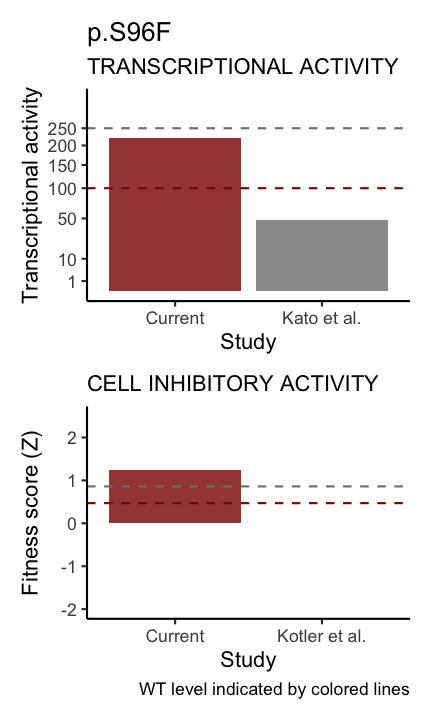 p.S96F
TRANSCRIPTIONAL ACTIVITY
Transcriptional activity
250
200
150
100
50
10
1
Current
Kato et al.
Study
CELL INHIBITORY ACTIVITY
Fitness score (Z)
2
1
0
-1
-2
Current
Kotler et al.
Study
WT level indicated by colored lines